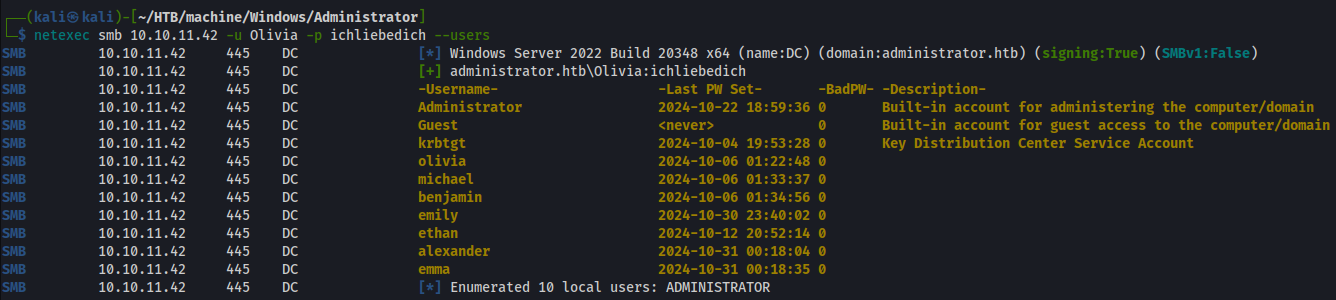 ┌──(kali㉿kali)-[~/HTB/machine/Windows/Administrator]
└─$ netexec smb 10.10.11.42 -u Olivia -p ichliebedich --users
SMB 10.10.11.42 445 DC [*] Windows Server 2022 Build 20348 x64 (name:DC) (domain:administrator.htb) (signing:True) (SMBv1:False)
SMB 10.10.11.42 445 DC [+] administrator.htb\Olivia:ichliebedich
SMB 10.10.11.42 445 DC -Username- -Last PW Set- -BadPW- -Description-
SMB 10.10.11.42 445 DC Administrator 2024-10-22 18:59:36 0 Built-in account for administering the computer/domain
SMB 10.10.11.42 445 DC Guest <never> 0 Built-in account for guest access to the computer/domain
SMB 10.10.11.42 445 DC krbtgt 2024-10-04 19:53:28 0 Key Distribution Center Service Account
SMB 10.10.11.42 445 DC olivia 2024-10-06 01:22:48 0
SMB 10.10.11.42 445 DC michael 2024-10-06 01:33:37 0
SMB 10.10.11.42 445 DC benjamin 2024-10-06 01:34:56 0
SMB 10.10.11.42 445 DC emily 2024-10-30 23:40:02 0
SMB 10.10.11.42 445 DC ethan 2024-10-12 20:52:14 0
SMB 10.10.11.42 445 DC alexander 2024-10-31 00:18:04 0
SMB 10.10.11.42 445 DC emma 2024-10-31 00:18:35 0
SMB 10.10.11.42 445 DC [*] Enumerated 10 local users: ADMINISTRATOR